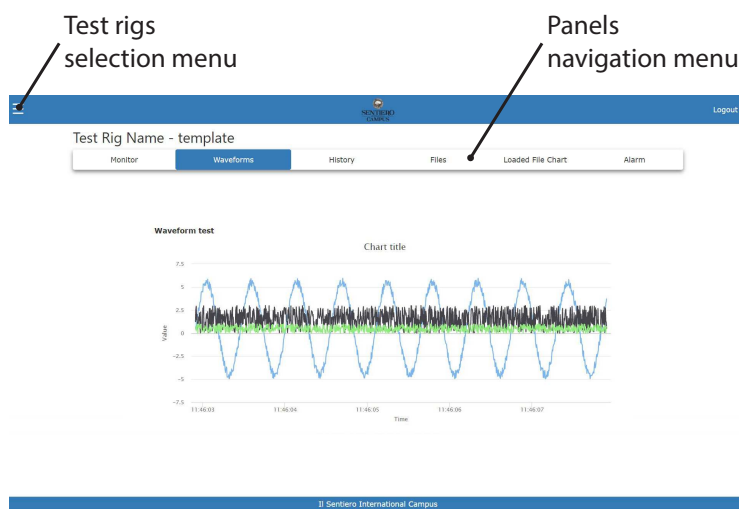 Test rigs
selection menu
Panels
navigation menu
SENTIERO
CAMPUS
Logout
Test Rig Name - template
Monitor
Waveforms
History
Files
Loaded File Chart
Alarm
Waveform test
Chart title
7.5
5
2.5
0
-2.5
-5
-7.5
Value
11:46:03
11:46:04
11:46:05
11:46:06
11:46:07
Time
Il Sentiero International Campus